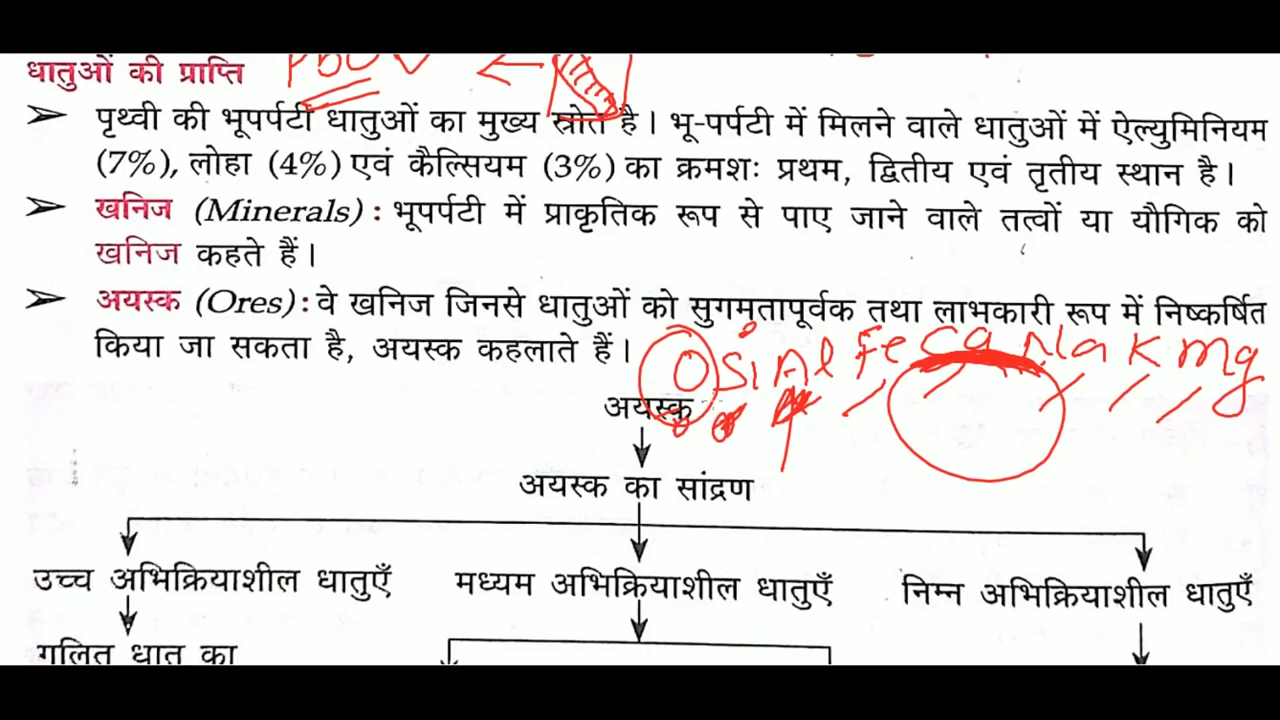 धातुओं की प्राप्ति PbO
➢ पृथ्वी की भूपर्पटी धातुओं का मुख्य स्रोत है। भू-पर्पटी में मिलने वाले धातुओं में ऐल्युमिनियम
(7%), लोहा (4%) एवं कैल्सियम (3%) का क्रमशः प्रथम, द्वितीय एवं तृतीय स्थान है।
➢ खनिज (Minerals) : भूपर्पटी में प्राकृतिक रूप से पाए जाने वाले तत्वों या यौगिक को
खनिज कहते हैं।
➢ अयस्क (Ores) : वे खनिज जिनसे धातुओं को सुगमतापूर्वक तथा लाभकारी रूप में निष्कर्षित
किया जा सकता है, अयस्क कहलाते हैं।
O Si Al Fe Ca Na K Mg
अयस्क
अयस्क का सांद्रण
उच्च अभिक्रियाशील धातुएँ मध्यम अभिक्रियाशील धातुएँ निम्न अभिक्रियाशील धातुएँ
गलित धातु का